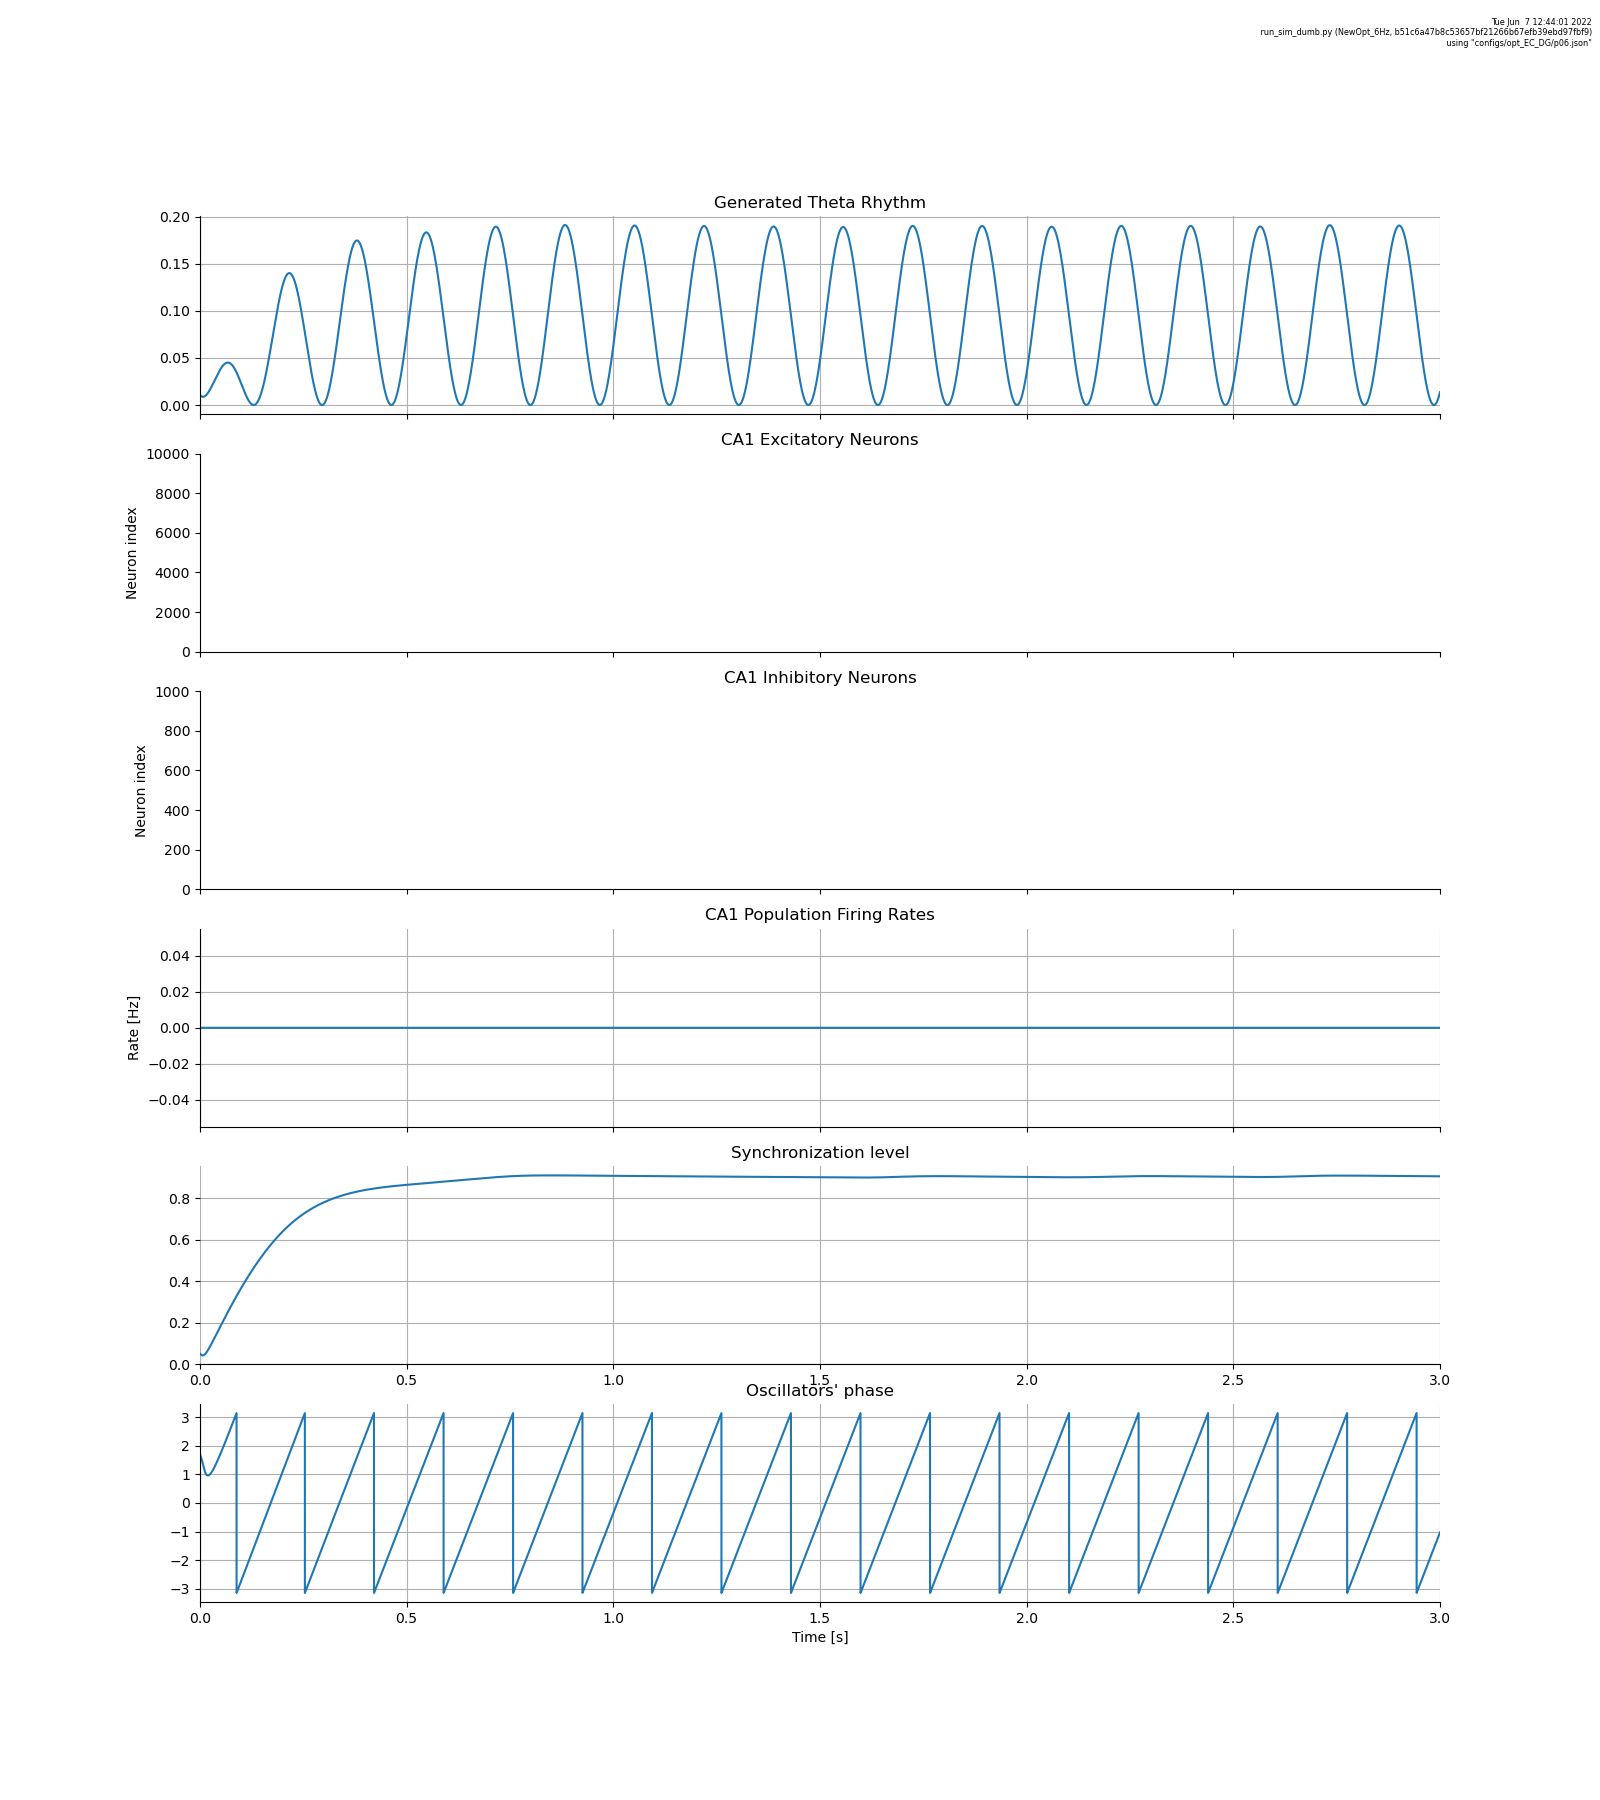 Tue Jun  7 12:44:01 2022
run_sim_dumb.py (NewOpt_6Hz, b51c6a47b8c53657bf21266b67efb39ebd97fbf9)
using "configs/opt_EC_DG/p06.json"
Generated Theta Rhythm
0.20
0.15
0.10
0.05
0.00
CA1 Excitatory Neurons
10000
8000
6000
4000
2000
0
Neuron index
CA1 Inhibitory Neurons
1000
800
600
400
200
0
Neuron index
CA1 Population Firing Rates
0.04
0.02
0.00
−0.02
−0.04
Rate [Hz]
Synchronization level
0.8
0.6
0.4
0.2
0.0
0.0 0.5 1.0 1.5 2.0 2.5 3.0
Oscillators' phase
3
2
1
0
−1
−2
−3
0.0 0.5 1.0 1.5 2.0 2.5 3.0
Time [s]